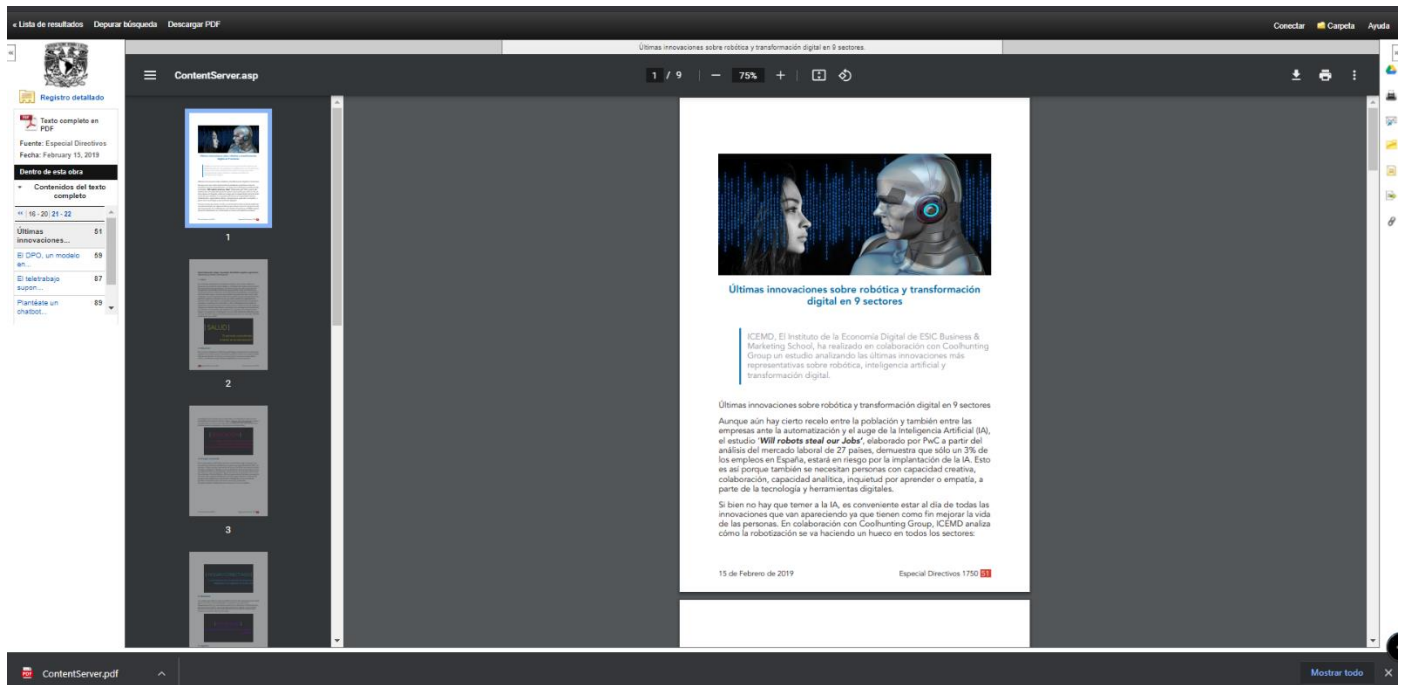 « Lista de resultados Depurar búsqueda Descargar PDF
Conectar Carpeta Ayuda
Últimas innovaciones sobre robótica y transformación digital en 9 sectores.
«
Registro detallado
Texto completo en
PDF
Fuente: Especial Directivos
Fecha: February 15, 2019
Dentro de esta obra
Contenidos del texto
completo
« 16 - 20 21 - 22
Últimas 51
innovaciones...
El DPO, un modelo 59
en...
El teletrabajo 87
supon...
Plantéate un 89
chatbot...
ContentServer.asp
1 / 9 — 75% +
1
[SALUD]
2
3
Últimas innovaciones sobre robótica y transformación
digital en 9 sectores
ICEMD, El Instituto de la Economía Digital de ESIC Business &
Marketing School, ha realizado en colaboración con Coolhunting
Group un estudio analizando las últimas innovaciones más
representativas sobre robótica, inteligencia artificial y
transformación digital.
Últimas innovaciones sobre robótica y transformación digital en 9 sectores
Aunque aún hay cierto recelo entre la población y también entre las
empresas ante la automatización y el auge de la Inteligencia Artificial (IA),
el estudio 'Will robots steal our Jobs', elaborado por PwC a partir del
análisis del mercado laboral de 27 países, demuestra que sólo un 3% de
los empleos en España, estará en riesgo por la implantación de la IA. Esto
es así porque también se necesitan personas con capacidad creativa,
colaboración, capacidad analítica, inquietud por aprender o empatía, a
parte de la tecnología y herramientas digitales.
Si bien no hay que temer a la IA, es conveniente estar al día de todas las
innovaciones que van apareciendo ya que tienen como fin mejorar la vida
de las personas. En colaboración con Coolhunting Group, ICEMD analiza
cómo la robotización se va haciendo un hueco en todos los sectores:
15 de Febrero de 2019 Especial Directivos 1750 51
ContentServer.pdf
Mostrar todo